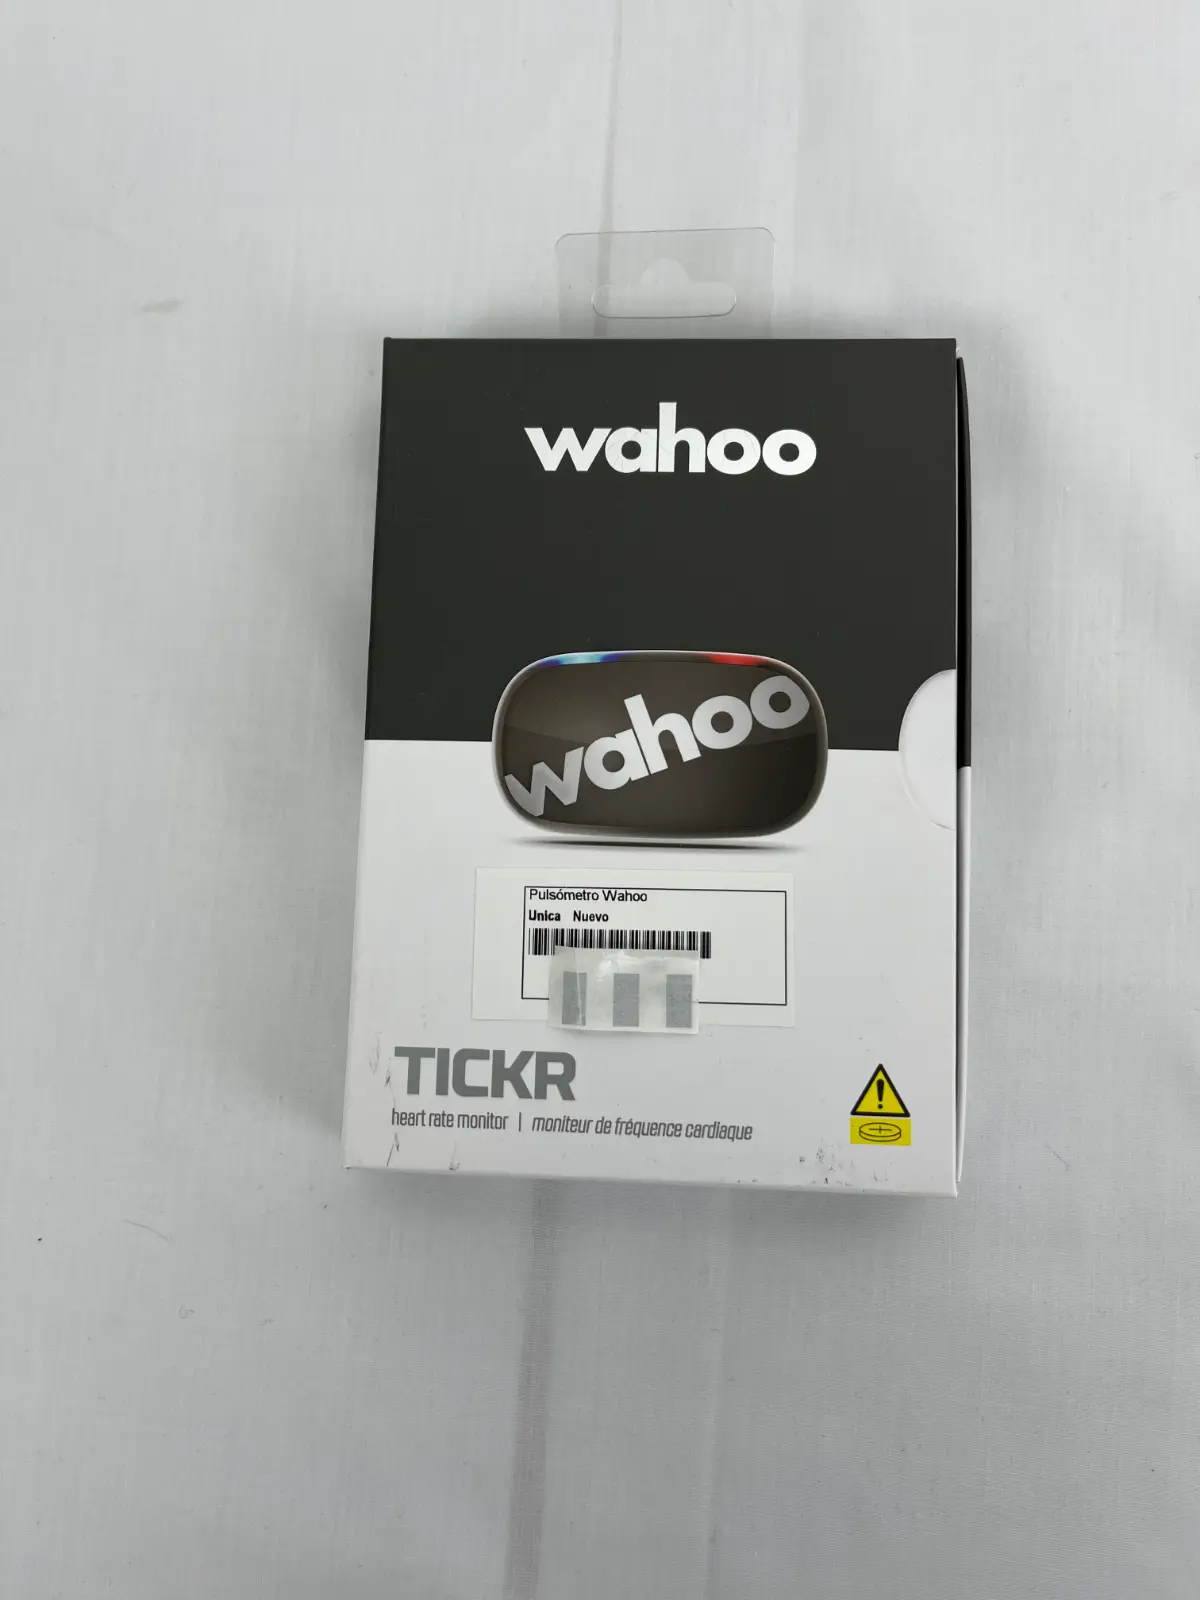 wahoo
wahoo
Pulsómetro Wahoo
Unica Nuevo
TICKR
heart rate monitor | moniteur de fréquence cardiaque